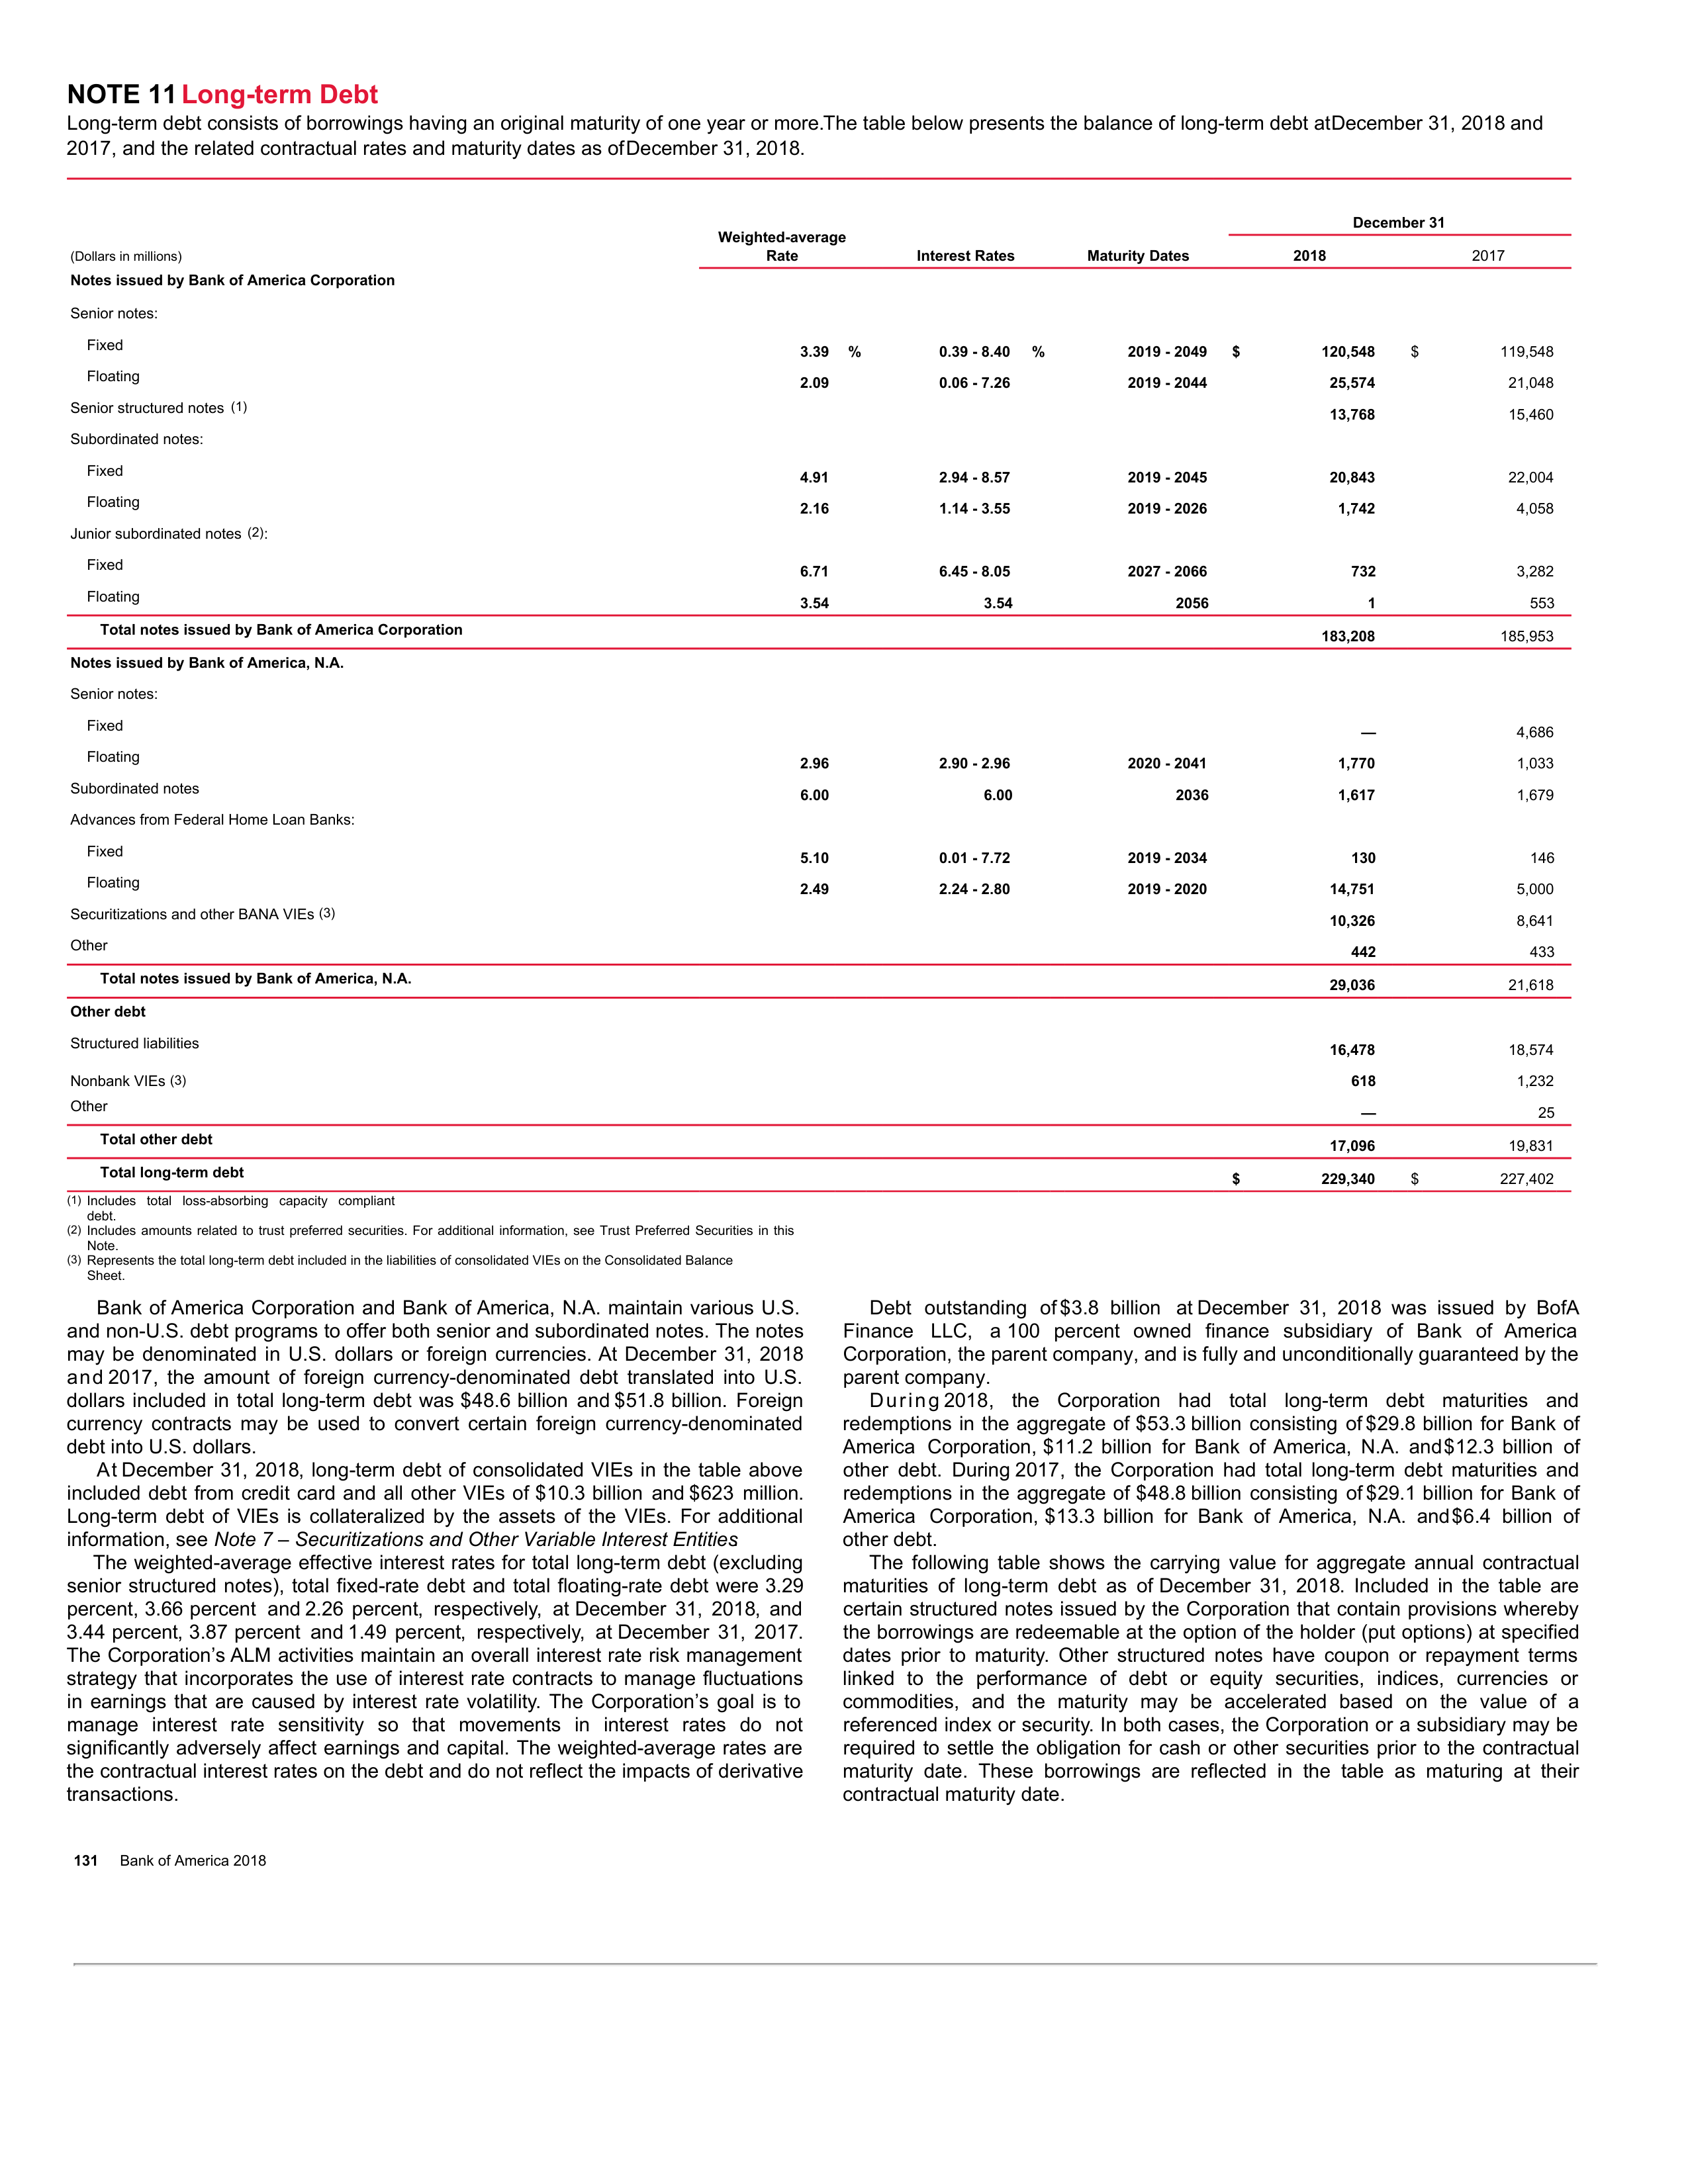 NOTE 11 Long-term Debt
Long-term debt consists of borrowings having an original maturity of one year or more.The table below presents the balance of long-term debt atDecember 31, 2018 and
2017, and the related contractual rates and maturity dates as ofDecember 31, 2018.
December 31
(Dollars in millions) Weighted-average Rate Interest Rates Maturity Dates 2018 2017
Notes issued by Bank of America Corporation
Senior notes:
Fixed 3.39 % 0.39 - 8.40 % 2019 - 2049 $ 120,548 $ 119,548
Floating 2.09 0.06 - 7.26 2019 - 2044 25,574 21,048
Senior structured notes (1) 13,768 15,460
Subordinated notes:
Fixed 4.91 2.94 - 8.57 2019 - 2045 20,843 22,004
Floating 2.16 1.14 - 3.55 2019 - 2026 1,742 4,058
Junior subordinated notes (2):
Fixed 6.71 6.45 - 8.05 2027 - 2066 732 3,282
Floating 3.54 3.54 2056 1 553
Total notes issued by Bank of America Corporation 183,208 185,953
Notes issued by Bank of America, N.A.
Senior notes:
Fixed — 4,686
Floating 2.96 2.90 - 2.96 2020 - 2041 1,770 1,033
Subordinated notes 6.00 6.00 2036 1,617 1,679
Advances from Federal Home Loan Banks:
Fixed 5.10 0.01 - 7.72 2019 - 2034 130 146
Floating 2.49 2.24 - 2.80 2019 - 2020 14,751 5,000
Securitizations and other BANA VIEs (3) 10,326 8,641
Other 442 433
Total notes issued by Bank of America, N.A. 29,036 21,618
Other debt
Structured liabilities 16,478 18,574
Nonbank VIEs (3) 618 1,232
Other — 25
Total other debt 17,096 19,831
Total long-term debt $ 229,340 $ 227,402
(1) Includes total loss-absorbing capacity compliant
debt.
(2) Includes amounts related to trust preferred securities. For additional information, see Trust Preferred Securities in this
Note.
(3) Represents the total long-term debt included in the liabilities of consolidated VIEs on the Consolidated Balance
Sheet.
Bank of America Corporation and Bank of America, N.A. maintain various U.S.
and non-U.S. debt programs to offer both senior and subordinated notes. The notes
may be denominated in U.S. dollars or foreign currencies. At December 31, 2018
and 2017, the amount of foreign currency-denominated debt translated into U.S.
dollars included in total long-term debt was $48.6 billion and $51.8 billion. Foreign
currency contracts may be used to convert certain foreign currency-denominated
debt into U.S. dollars.
At December 31, 2018, long-term debt of consolidated VIEs in the table above
included debt from credit card and all other VIEs of $10.3 billion and $623 million.
Long-term debt of VIEs is collateralized by the assets of the VIEs. For additional
information, see Note 7 – Securitizations and Other Variable Interest Entities
The weighted-average effective interest rates for total long-term debt (excluding
senior structured notes), total fixed-rate debt and total floating-rate debt were 3.29
percent, 3.66 percent and 2.26 percent, respectively, at December 31, 2018, and
3.44 percent, 3.87 percent and 1.49 percent, respectively, at December 31, 2017.
The Corporation’s ALM activities maintain an overall interest rate risk management
strategy that incorporates the use of interest rate contracts to manage fluctuations
in earnings that are caused by interest rate volatility. The Corporation’s goal is to
manage interest rate sensitivity so that movements in interest rates do not
significantly adversely affect earnings and capital. The weighted-average rates are
the contractual interest rates on the debt and do not reflect the impacts of derivative
transactions.
Debt outstanding of $3.8 billion at December 31, 2018 was issued by BofA
Finance LLC, a 100 percent owned finance subsidiary of Bank of America
Corporation, the parent company, and is fully and unconditionally guaranteed by the
parent company.
During 2018, the Corporation had total long-term debt maturities and
redemptions in the aggregate of $53.3 billion consisting of $29.8 billion for Bank of
America Corporation, $11.2 billion for Bank of America, N.A. and $12.3 billion of
other debt. During 2017, the Corporation had total long-term debt maturities and
redemptions in the aggregate of $48.8 billion consisting of $29.1 billion for Bank of
America Corporation, $13.3 billion for Bank of America, N.A. and $6.4 billion of
other debt.
The following table shows the carrying value for aggregate annual contractual
maturities of long-term debt as of December 31, 2018. Included in the table are
certain structured notes issued by the Corporation that contain provisions whereby
the borrowings are redeemable at the option of the holder (put options) at specified
dates prior to maturity. Other structured notes have coupon or repayment terms
linked to the performance of debt or equity securities, indices, currencies or
commodities, and the maturity may be accelerated based on the value of a
referenced index or security. In both cases, the Corporation or a subsidiary may be
required to settle the obligation for cash or other securities prior to the contractual
maturity date. These borrowings are reflected in the table as maturing at their
contractual maturity date.
131 Bank of America 2018